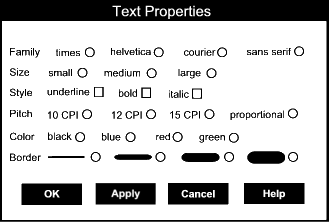 Text Properties
Family times helvetica courier sans serif
Size small medium large
Style underline bold italic
Pitch 10 CPI 12 CPI 15 CPI proportional
Color black blue red green
Border
OK Apply Cancel Help